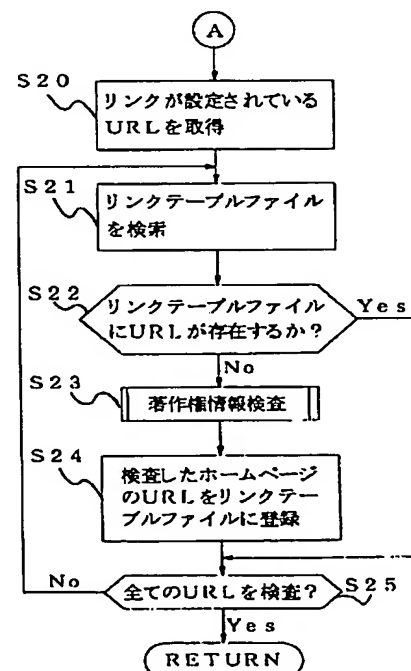 A
S20
リンクが設定されている
URLを取得
S21
リンクテーブルファイル
を検索
S22
リンクテーブルファイル
にURLが存在するか?
Yes
No
S23
著作権情報検査
S24
検査したホームページ
のURLをリンクテー
ブルファイルに登録
No
全てのURLを検査?
S25
Yes
RETURN